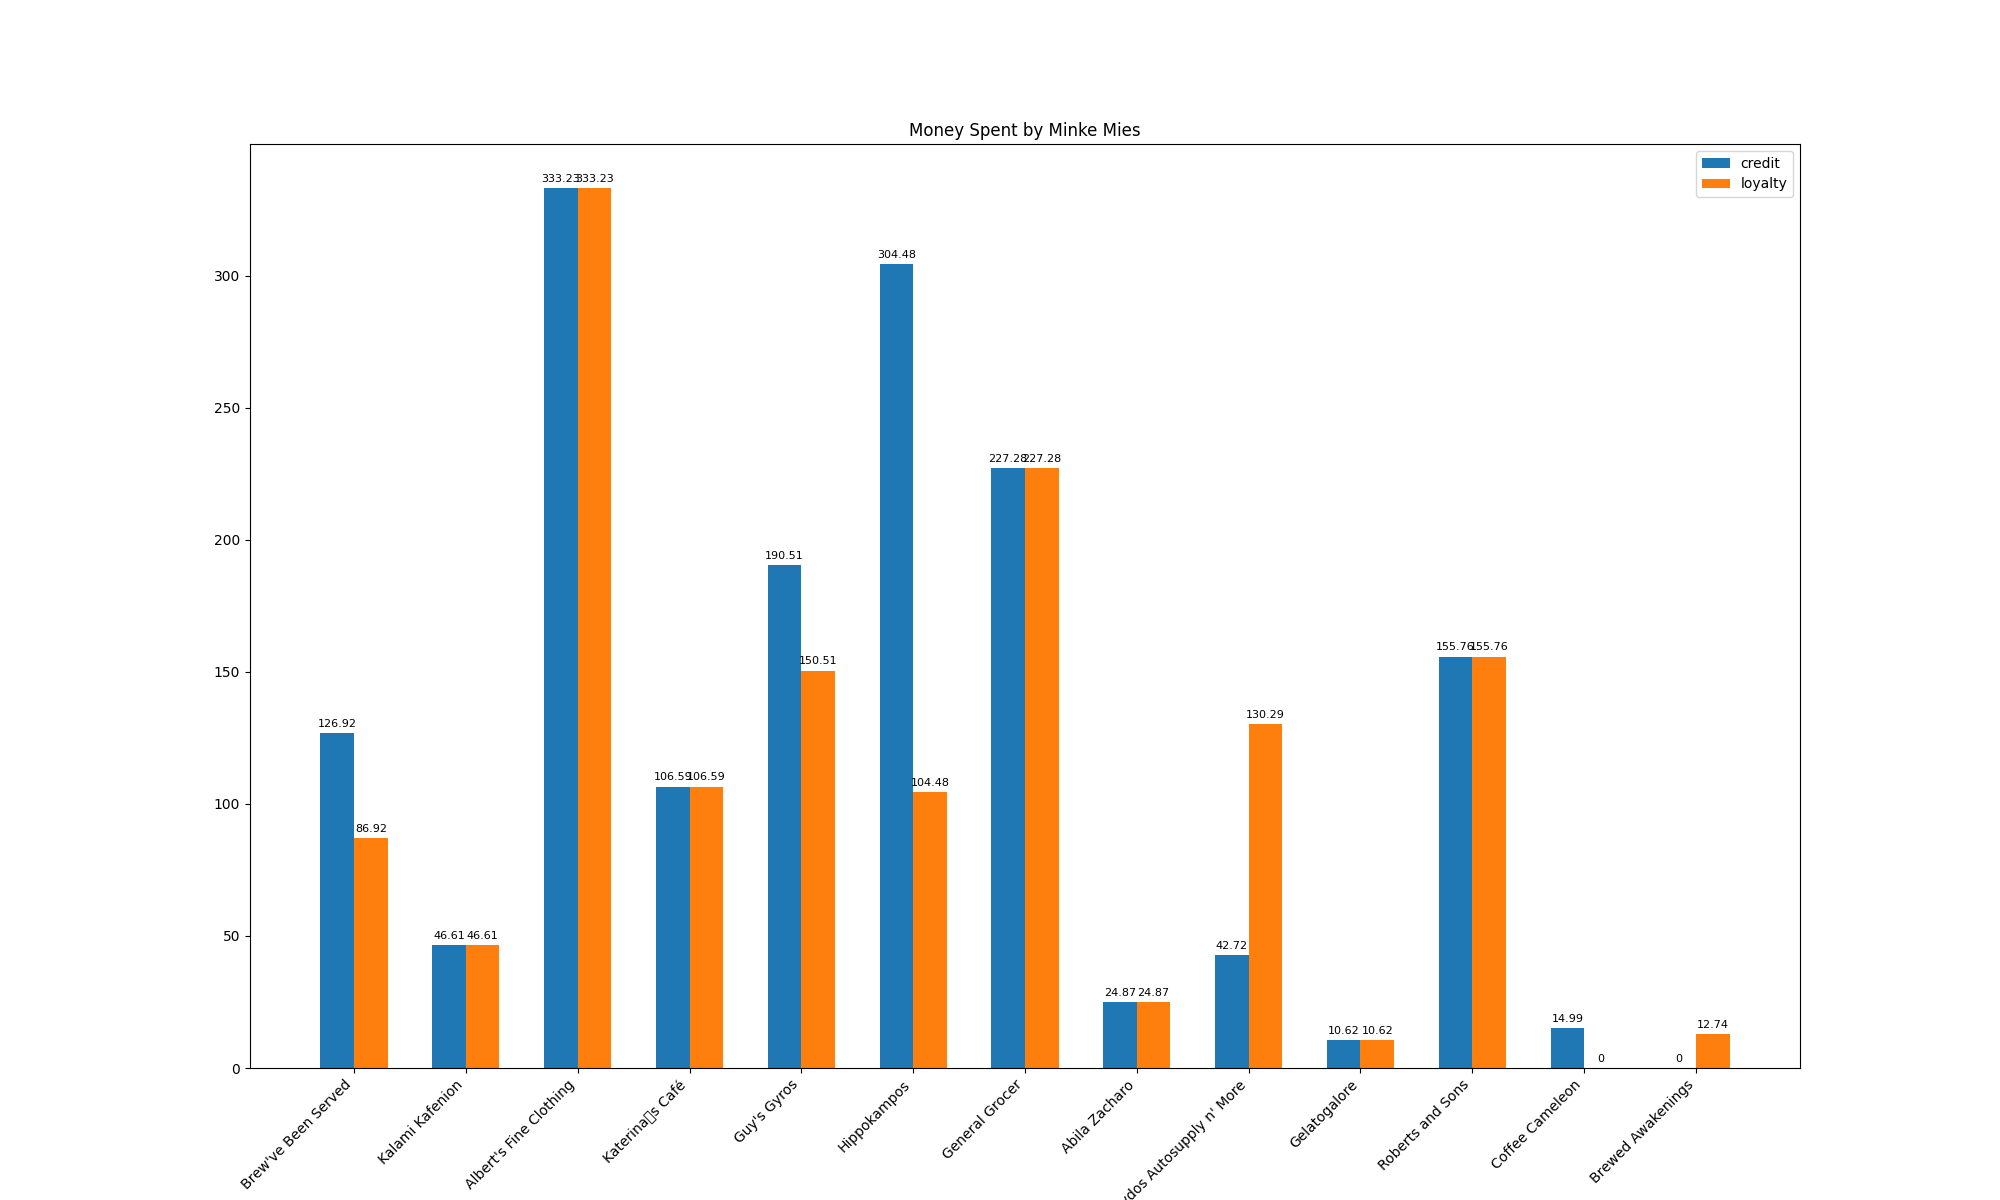 Money Spent by Minke Mies
credit
loyalty
300
250
200
150
100
50
0
126.92
86.92
46.61
46.61
333.23
333.23
106.59
106.59
190.51
150.51
304.48
104.48
227.28
227.28
24.87
24.87
42.72
130.29
10.62
10.62
155.76
155.76
14.99
0
0
12.74
Brew've Been Served
Kalami Kafenion
Albert's Fine Clothing
Katerina▯s Café
Guy's Gyros
Hippokampos
General Grocer
Abila Zacharo
Autosupply n' More
Gelatogalore
Roberts and Sons
Coffee Cameleon
Brewed Awakenings